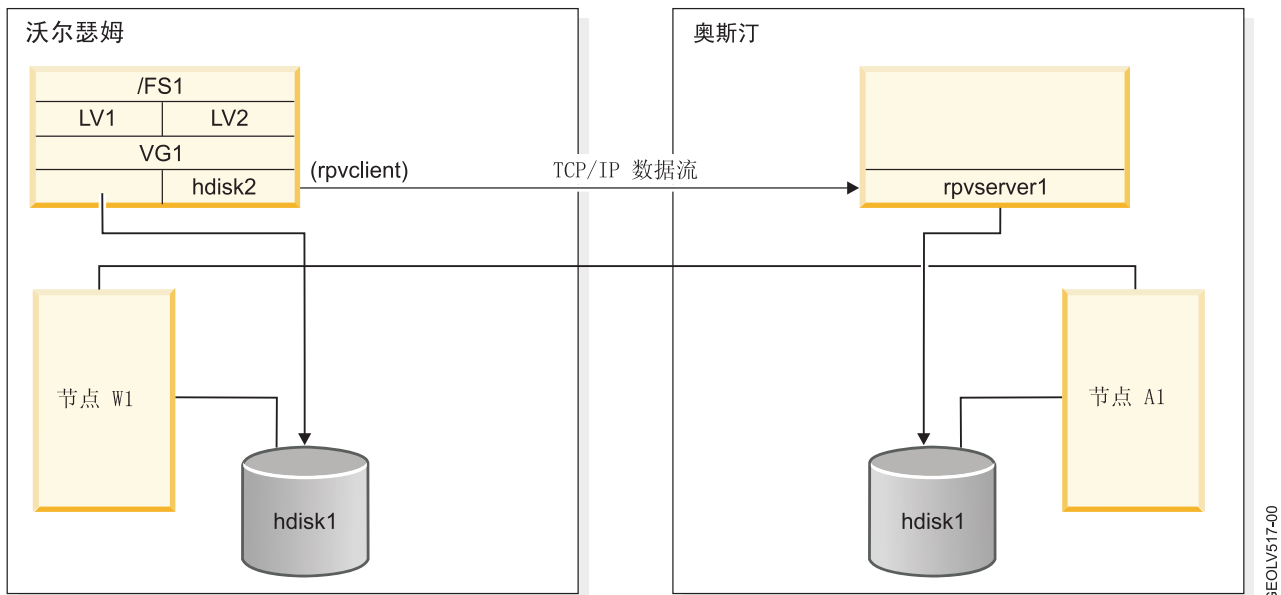 沃尔瑟姆
/FS1
LV1 LV2
VG1
hdisk2
(rpvclient)
TCP/IP 数据流
节点 W1
hdisk1
奥斯汀
rpvserver1
节点 A1
hdisk1
GEOLV517-00